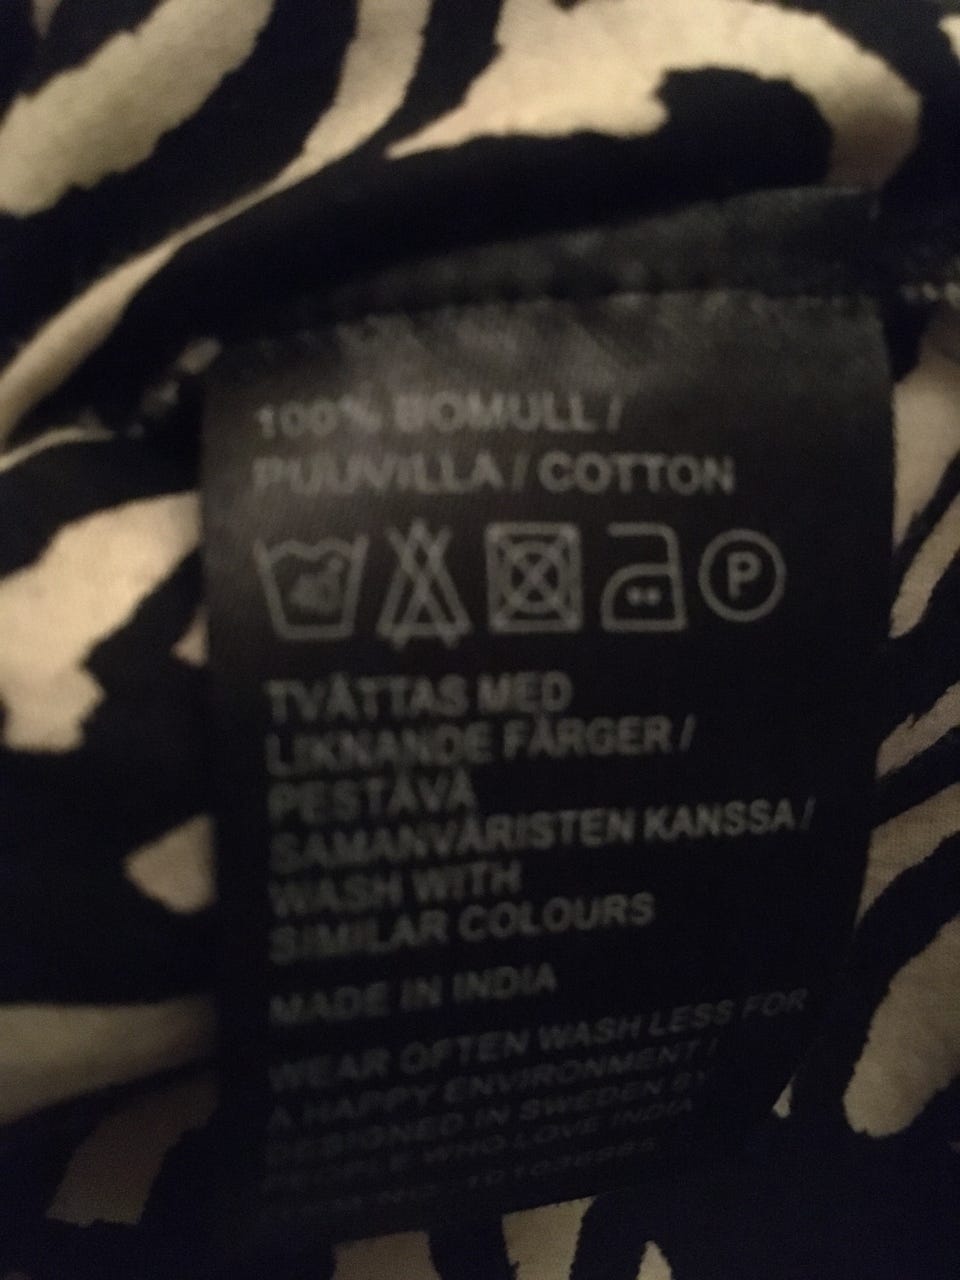 100% BOMULL /
PUUVILLA / COTTON
P
TVÄTTAS MED
LIKNANDE FÄRGER /
PESTÄVÄ
SAMANVÄRISTEN KANSSA /
WASH WITH
SIMILAR COLOURS
MADE IN INDIA
WEAR OFTEN WASH LESS FOR
A HAPPY ENVIRONMENT /
DESIGNED IN SWEDEN BY
PEOPLE WHO LOVE INDIA